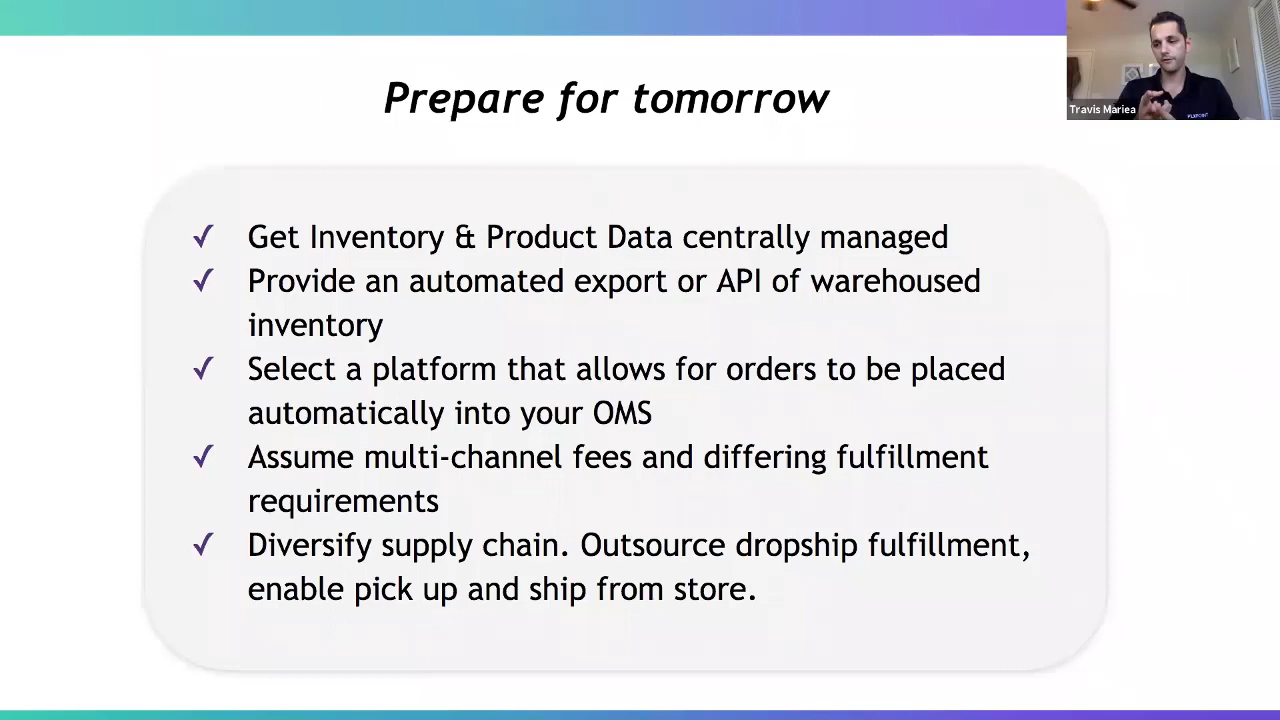 Prepare for tomorrow
Travis Mariea
FLXPOINT
✓ Get Inventory & Product Data centrally managed
✓ Provide an automated export or API of warehoused
inventory
✓ Select a platform that allows for orders to be placed
automatically into your OMS
✓ Assume multi-channel fees and differing fulfillment
requirements
✓ Diversify supply chain. Outsource dropship fulfillment,
enable pick up and ship from store.